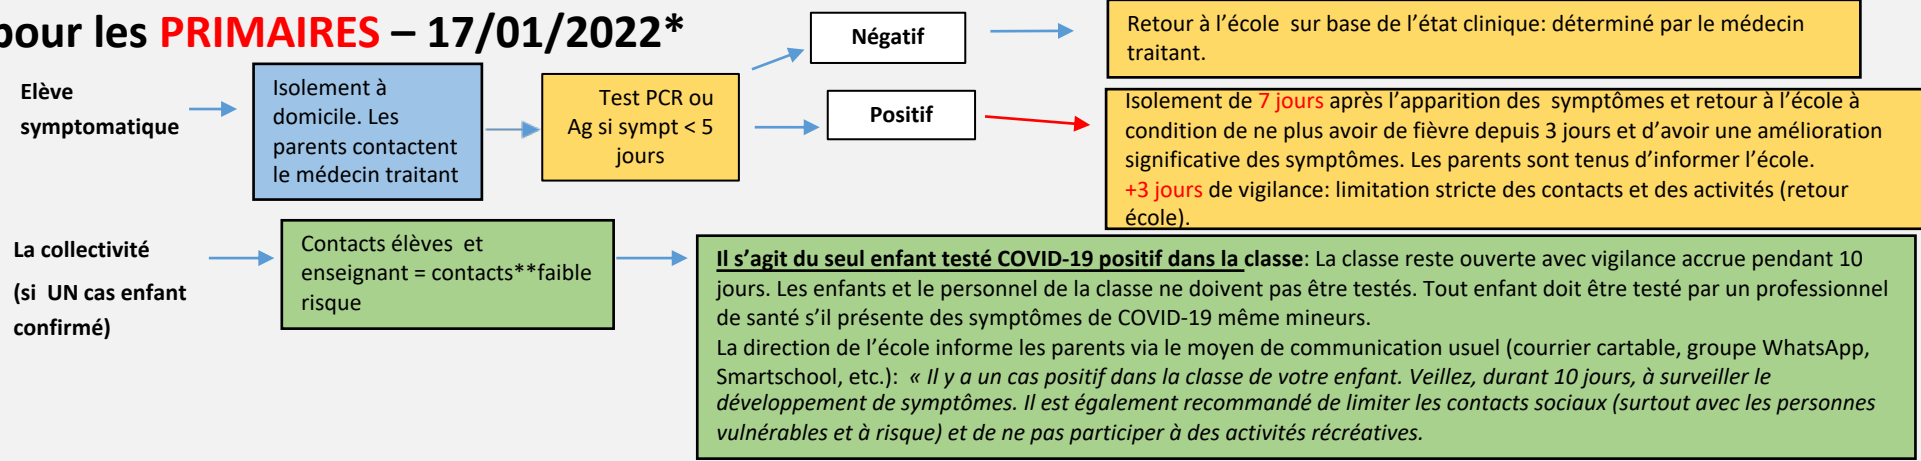 pour les PRIMAIRES – 17/01/2022*
Elève
symptomatique
Isolement à
domicile. Les
parents contactent
le médecin traitant
Test PCR ou
Ag si sympt < 5
jours
Négatif
Retour à l’école  sur base de l’état clinique: déterminé par le médecin
traitant.
Positif
Isolement de 7 jours après l’apparition des  symptômes et retour à l’école à
condition de ne plus avoir de fièvre depuis 3 jours et d’avoir une amélioration
significative des symptômes. Les parents sont tenus d’informer l’école.
+3 jours de vigilance: limitation stricte des contacts et des activités (retour
école).
La collectivité
(si  UN cas enfant
confirmé)
Contacts élèves  et
enseignant = contacts**faible
risque
Il s’agit du seul enfant testé COVID-19 positif dans la classe: La classe reste ouverte avec vigilance accrue pendant 10
jours. Les enfants et le personnel de la classe ne doivent pas être testés. Tout enfant doit être testé par un professionnel
de santé s’il présente des symptômes de COVID-19 même mineurs.
La direction de l’école informe les parents via le moyen de communication usuel (courrier cartable, groupe WhatsApp,
Smartschool, etc.):  « Il y a un cas positif dans la classe de votre enfant. Veillez, durant 10 jours, à surveiller le
développement de symptômes. Il est également recommandé de limiter les contacts sociaux (surtout avec les personnes
vulnérables et à risque) et de ne pas participer à des activités récréatives.